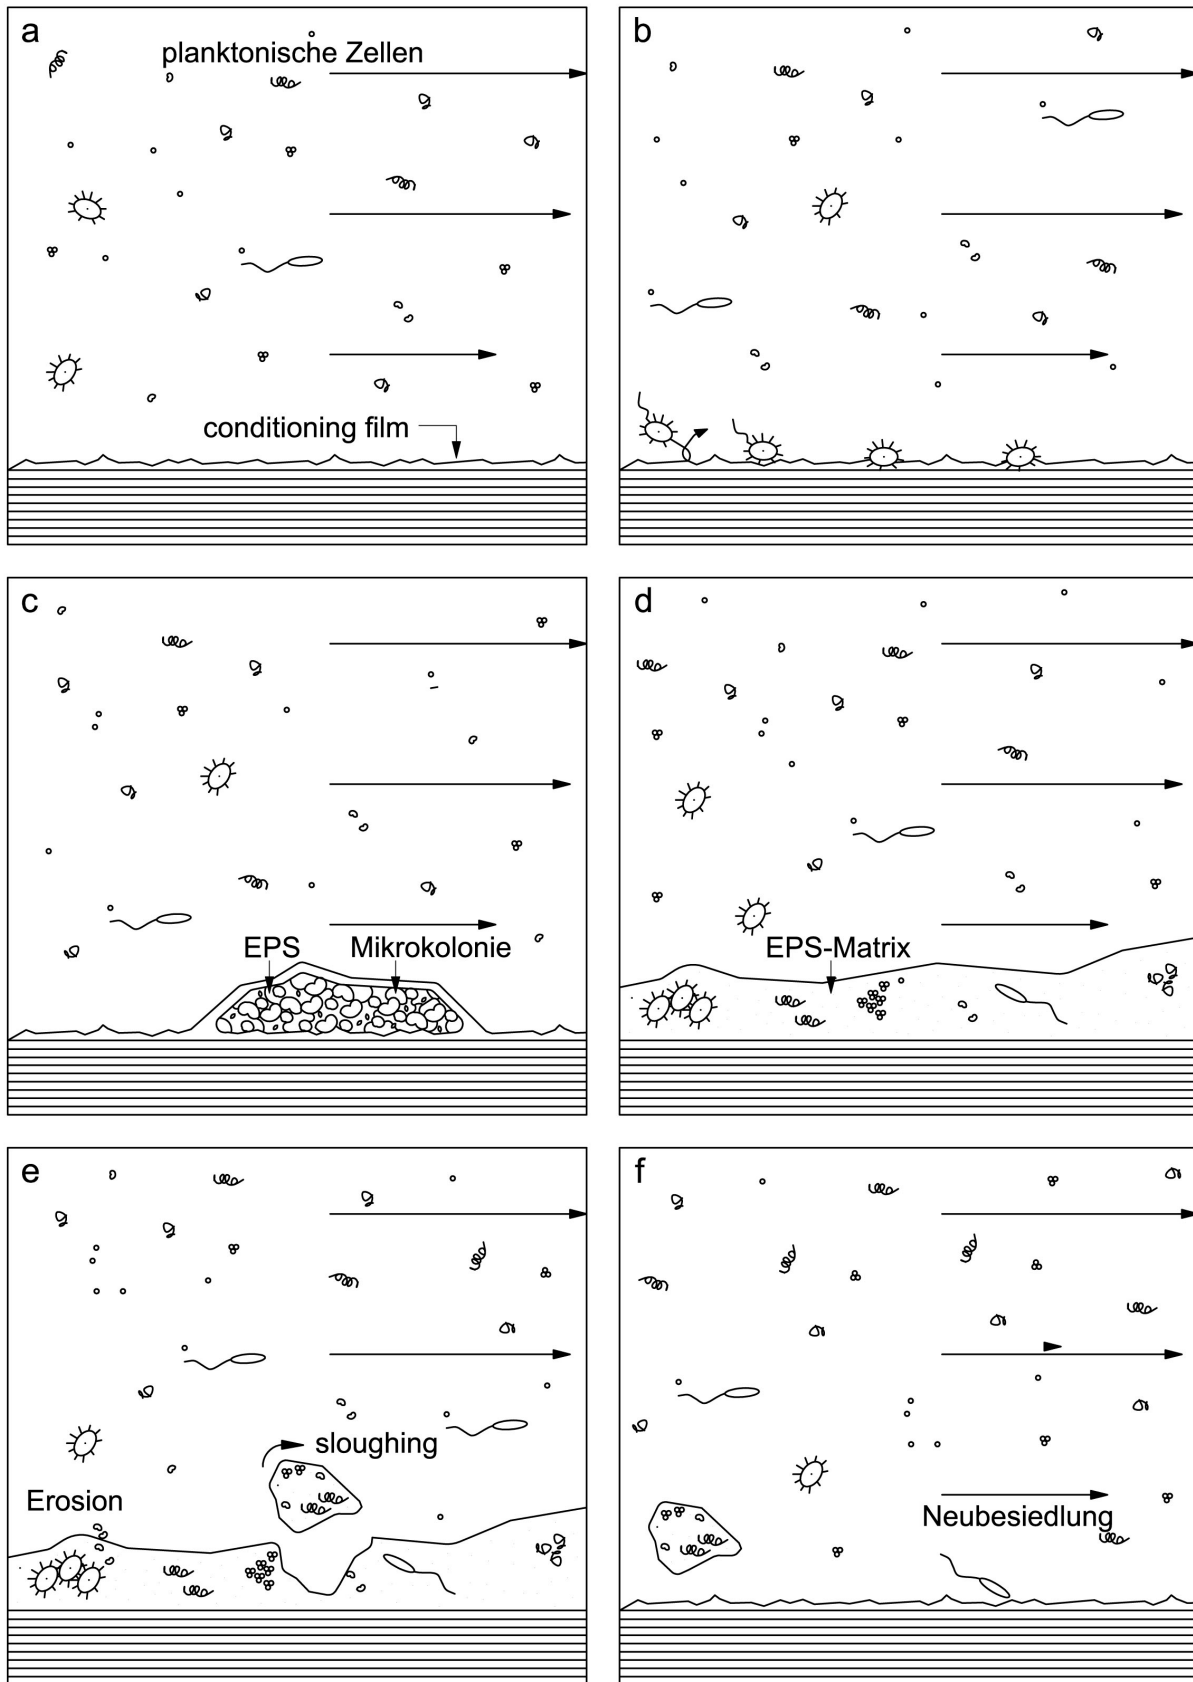 a
planktonische Zellen
conditioning film
b
c
EPS
Mikrokolonie
d
EPS-Matrix
e
sloughing
Erosion
f
Neubesiedlung